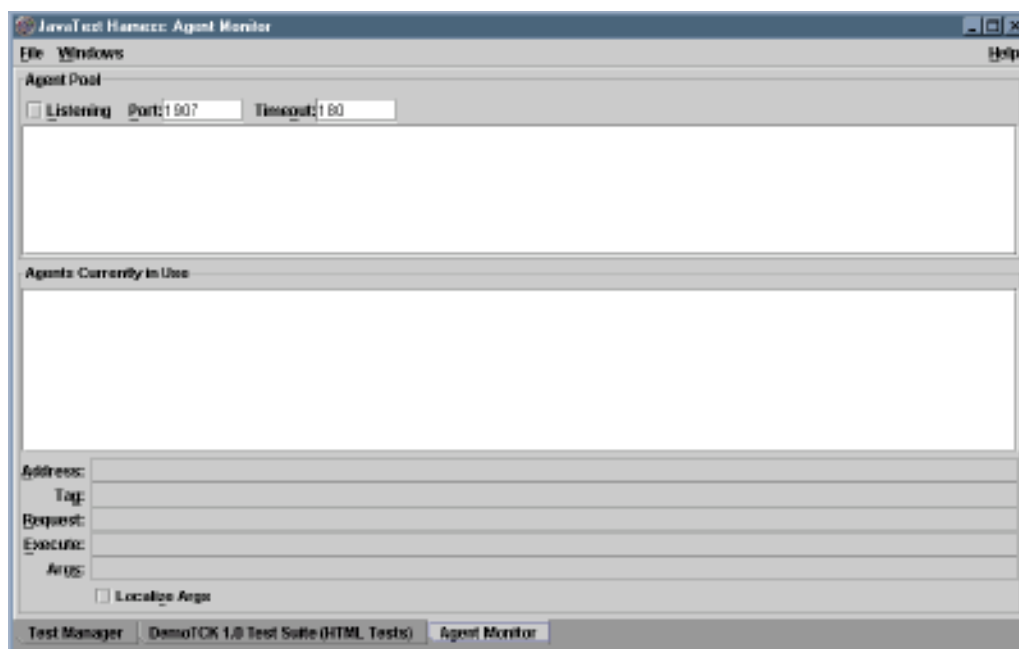 JavaTest Harness: Agent Monitor
File Windows Help
Agent Pool
Listening Port: 1907 Timeout: 180
Agents Currently in Use
Address:
Tag:
Request:
Execute:
Args:
Localize Args
Test Manager DemoTCK 1.0 Test Suite (HTML Tests) Agent Monitor